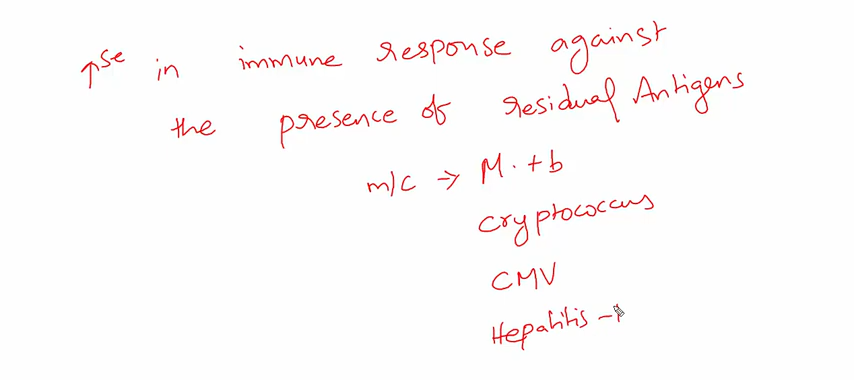 ↑se in immune response against
the presence of residual Antigens
m/c → M. tb
Cryptococcus
CMV
Hepatitis -